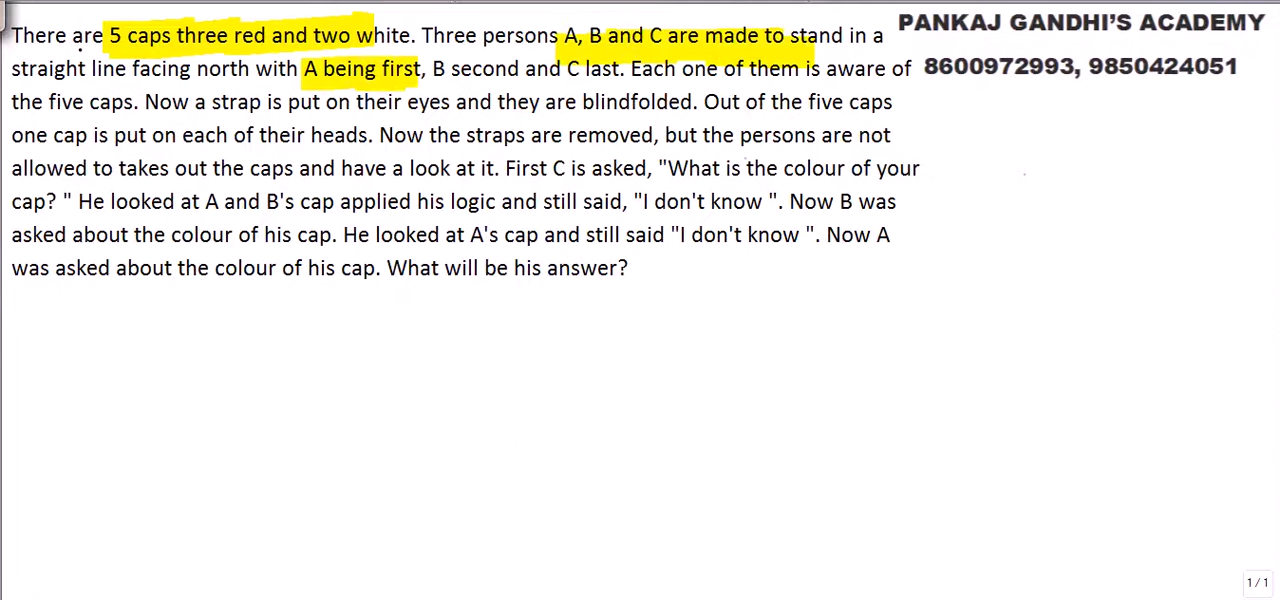 There are 5 caps three red and two white. Three persons A, B and C are made to stand in a
straight line facing north with A being first, B second and C last. Each one of them is aware of
the five caps. Now a strap is put on their eyes and they are blindfolded. Out of the five caps
one cap is put on each of their heads. Now the straps are removed, but the persons are not
allowed to takes out the caps and have a look at it. First C is asked, "What is the colour of your
cap? " He looked at A and B's cap applied his logic and still said, "I don't know ". Now B was
asked about the colour of his cap. He looked at A's cap and still said "I don't know ". Now A
was asked about the colour of his cap. What will be his answer?
PANKAJ GANDHI'S ACADEMY
8600972993, 9850424051
1/1